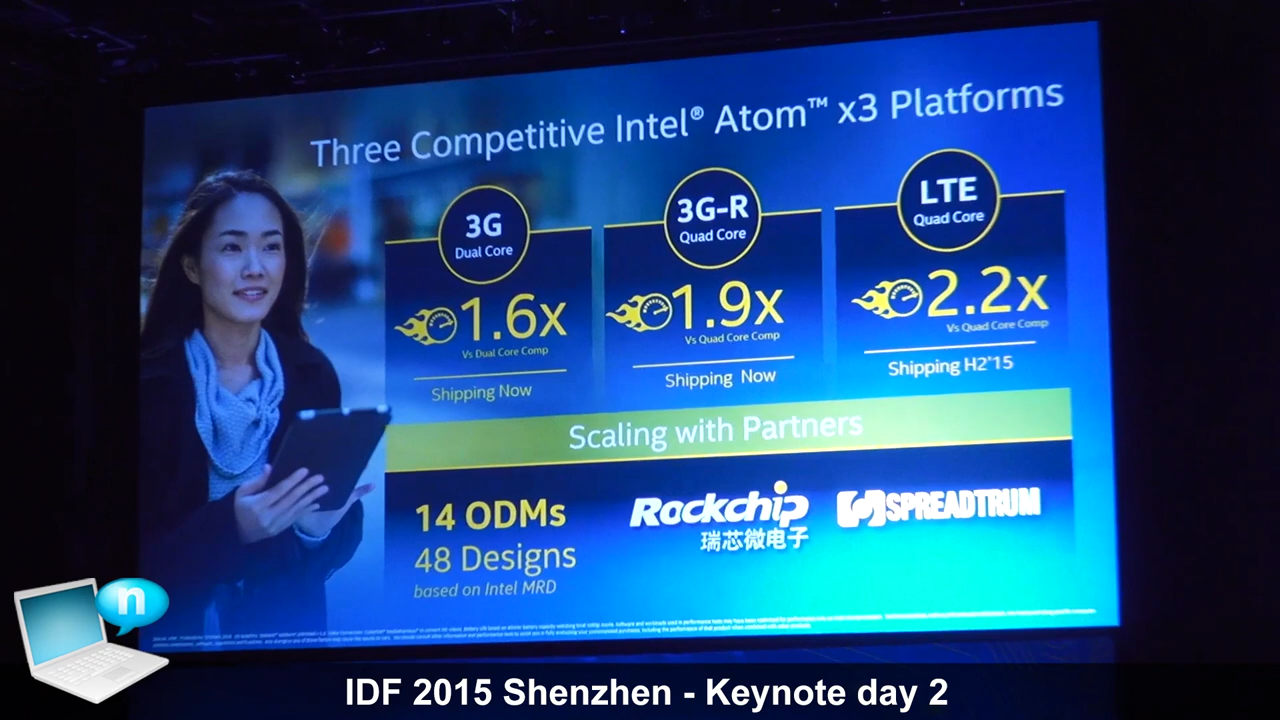 Three Competitive Intel® Atom™ x3 Platforms
3G
Dual Core
1.6x
Vs Dual Core Comp
Shipping Now
3G-R
Quad Core
1.9x
Vs Quad Core Comp
Shipping Now
LTE
Quad Core
2.2x
Vs Quad Core Comp
Shipping H2'15
Scaling with Partners
14 ODMs
48 Designs
based on Intel MRD
Rockchip
瑞芯微电子
SPREADTRUM
n
IDF 2015 Shenzhen - Keynote day 2